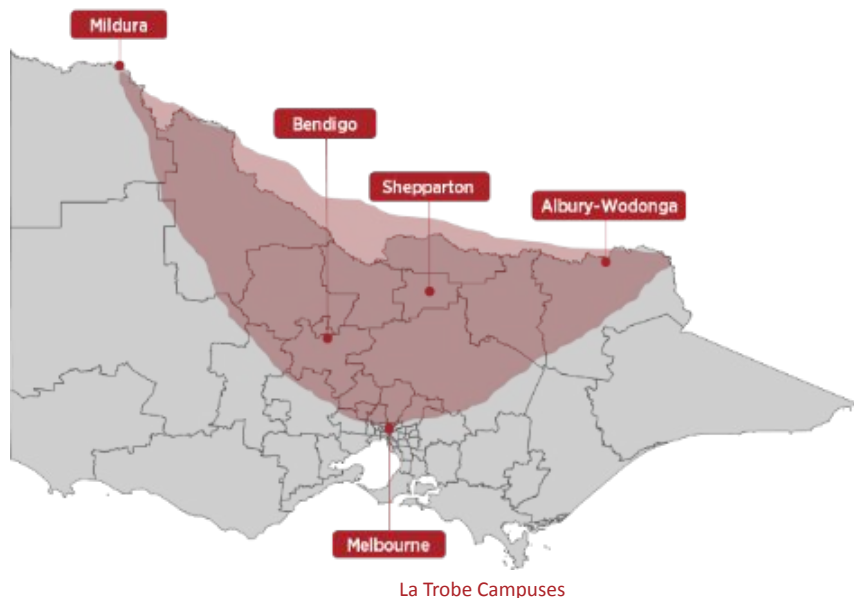 Mildura
Bendigo
Shepparton
Albury-Wodonga
Melbourne
La Trobe Campuses